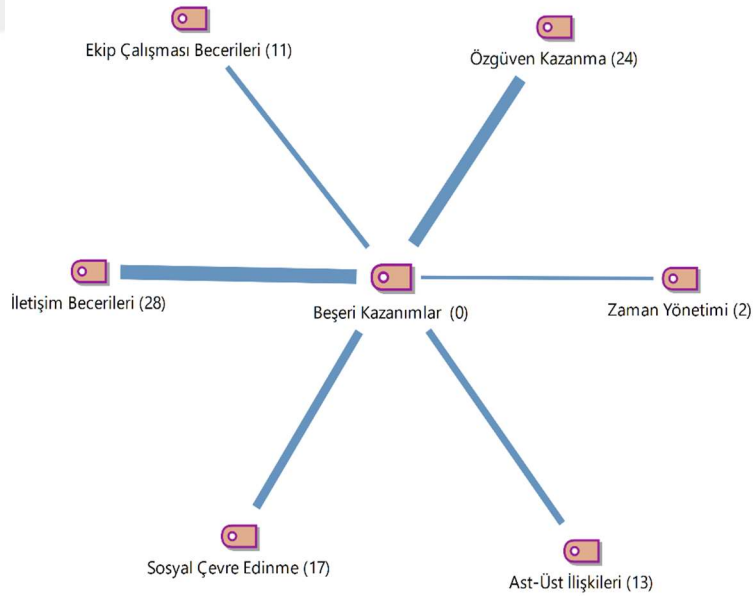 Ekip Çalışması Becerileri (11)
Özgüven Kazanma (24)
İletişim Becerileri (28)
Beşeri Kazanımlar (0)
Zaman Yönetimi (2)
Sosyal Çevre Edinme (17)
Ast-Üst İlişkileri (13)